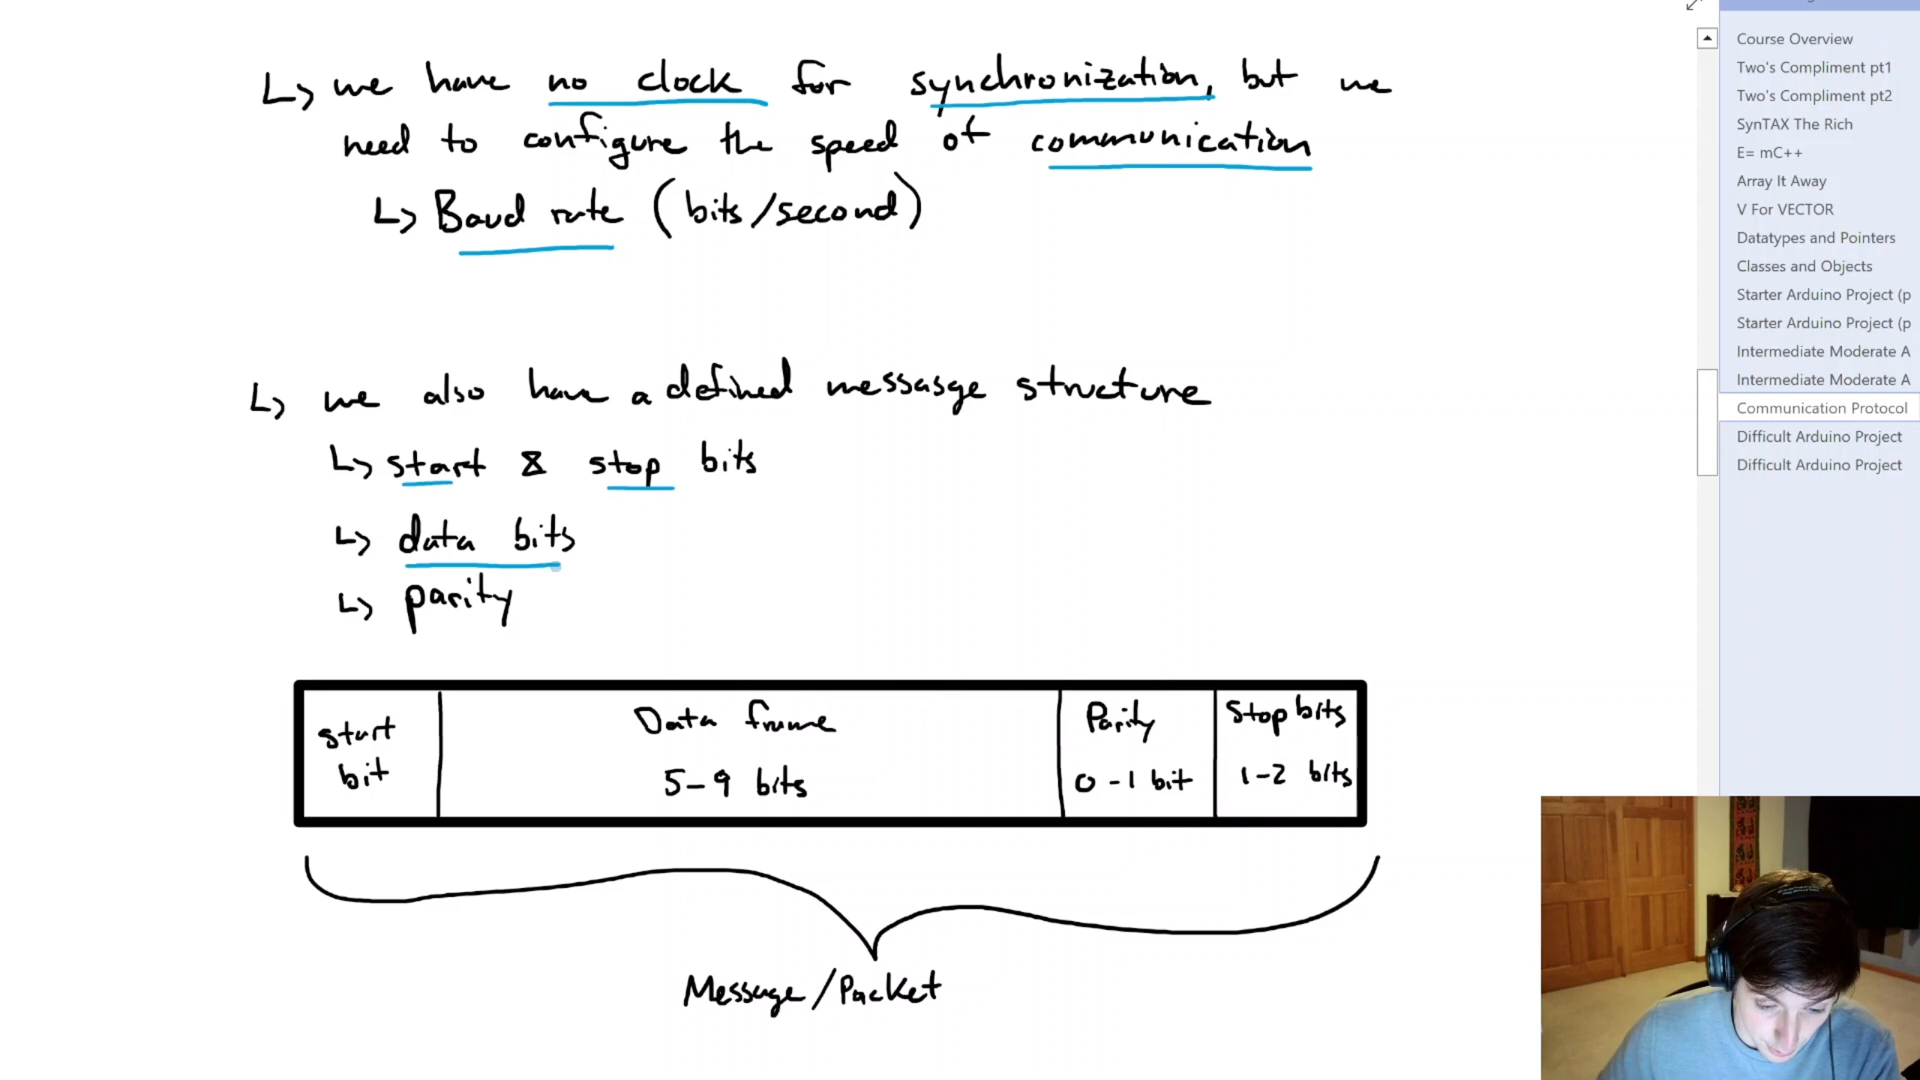 ↳ we have no clock for synchronization, but we
need to configure the speed of communication
↳ Baud rate (bits/second)
↳ we also have a defined messasge structure
↳ start & stop bits
↳ data bits
↳ parity
start bit
Data frame
5-9 bits
Parity
0-1 bit
Stop bits
1-2 bits
Message/Packet
Course Overview
Two's Compliment pt1
Two's Compliment pt2
SynTAX The Rich
E= mC++
Array It Away
V For VECTOR
Datatypes and Pointers
Classes and Objects
Starter Arduino Project (p
Starter Arduino Project (p
Intermediate Moderate A
Intermediate Moderate A
Communication Protocol
Difficult Arduino Project
Difficult Arduino Project